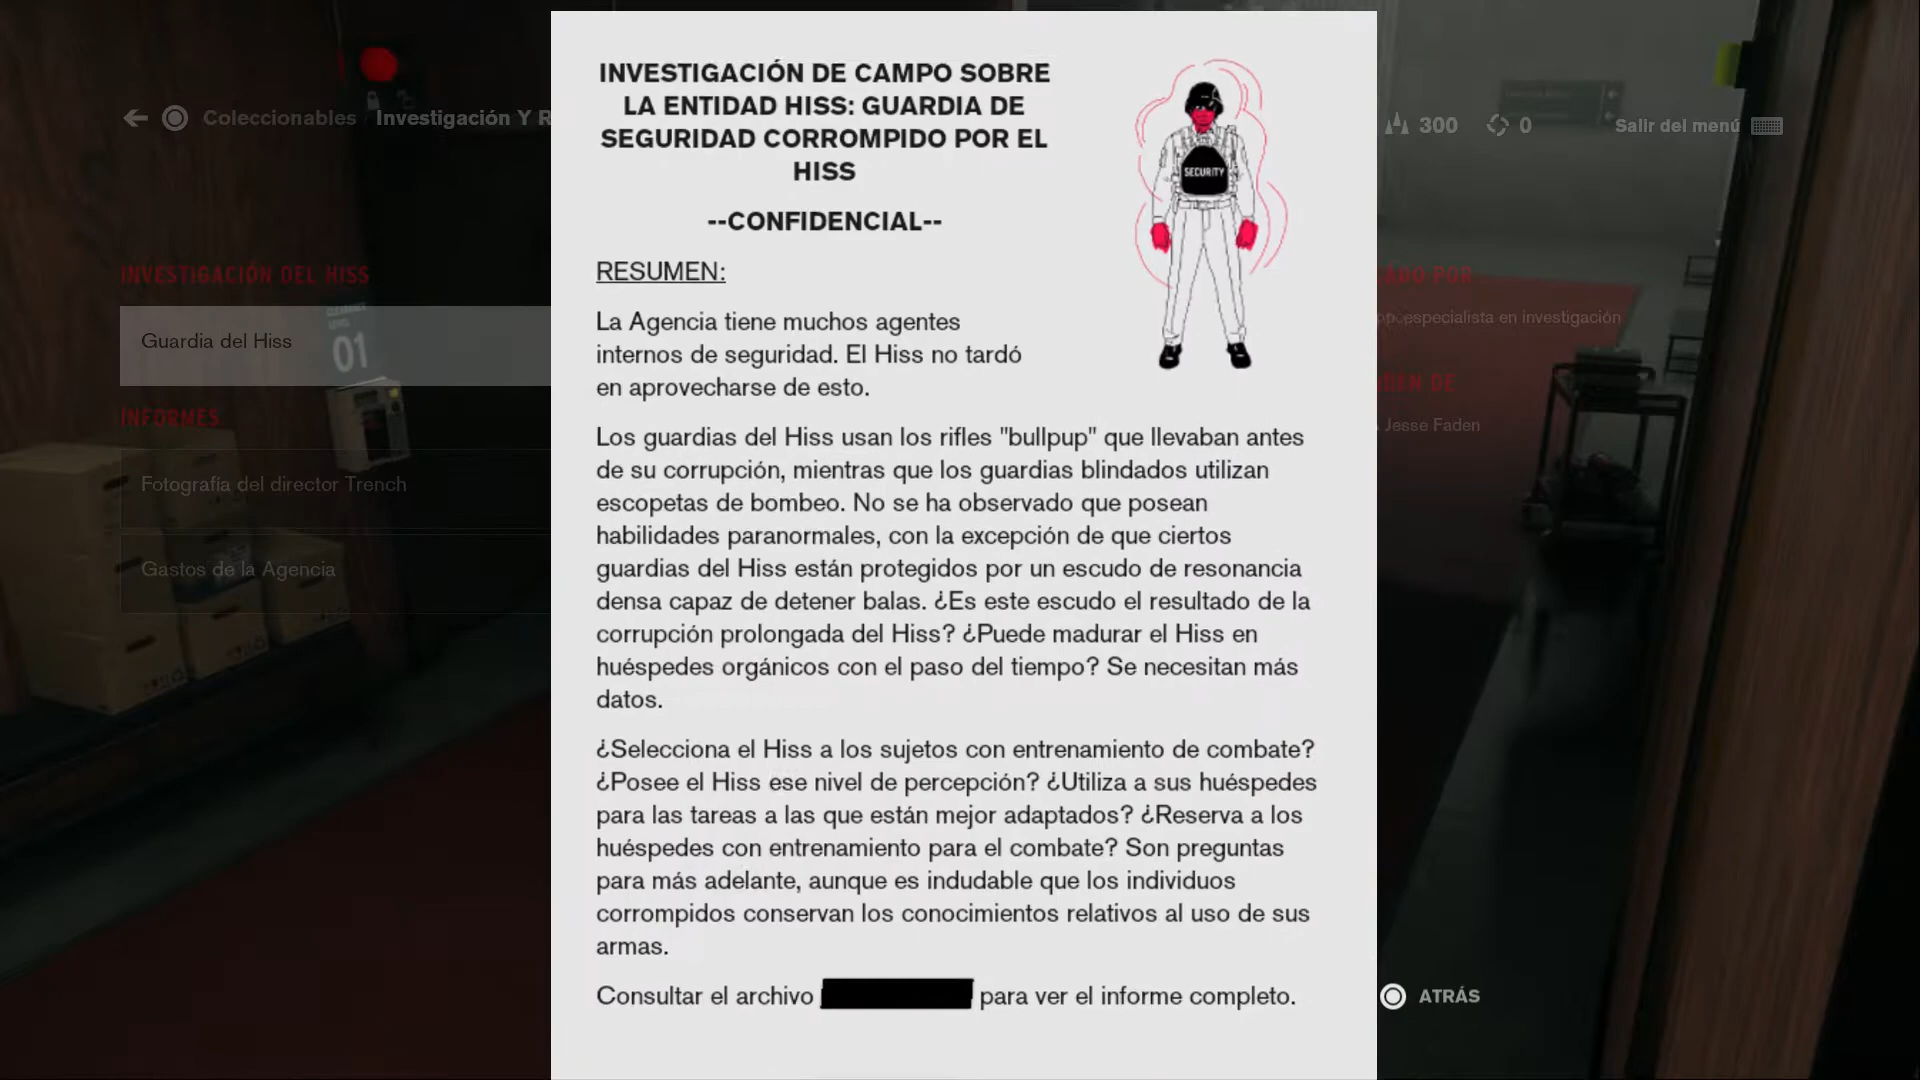 INVESTIGACIÓN DE CAMPO SOBRE
LA ENTIDAD HISS: GUARDIA DE
SEGURIDAD CORROMPIDO POR EL
HISS
--CONFIDENCIAL--
SECURITY
RESUMEN:
La Agencia tiene muchos agentes
internos de seguridad. El Hiss no tardó
en aprovecharse de esto.
Los guardias del Hiss usan los rifles "bullpup" que llevaban antes
de su corrupción, mientras que los guardias blindados utilizan
escopetas de bombeo. No se ha observado que posean
habilidades paranormales, con la excepción de que ciertos
guardias del Hiss están protegidos por un escudo de resonancia
densa capaz de detener balas. ¿Es este escudo el resultado de la
corrupción prolongada del Hiss? ¿Puede madurar el Hiss en
huéspedes orgánicos con el paso del tiempo? Se necesitan más
datos.
¿Selecciona el Hiss a los sujetos con entrenamiento de combate?
¿Posee el Hiss ese nivel de percepción? ¿Utiliza a sus huéspedes
para las tareas a las que están mejor adaptados? ¿Reserva a los
huéspedes con entrenamiento para el combate? Son preguntas
para más adelante, aunque es indudable que los individuos
corrompidos conservan los conocimientos relativos al uso de sus
armas.
Consultar el archivo para ver el informe completo.
Coleccionables Investigación Y R
300 0 Salir del menú
INVESTIGACIÓN DEL HISS
Guardia del Hiss
CLEARANCE
LEVEL
01
INFORMES
Fotografía del director Trench
Gastos de la Agencia
especialista en investigación
Jesse Faden
ATRÁS